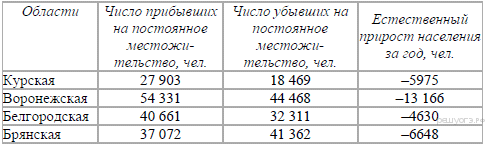 Области Число прибывших Число убывших на Естественный
на постоянное постоянное прирост населения
местожи- местожи- за год, чел.
тельство, чел. тельство, чел.
Курская 27 903 18 469 –5975
Воронежская 54 331 44 468 –13 166
Белгородская 40 661 32 311 –4630
Брянская 37 072 41 362 –6648